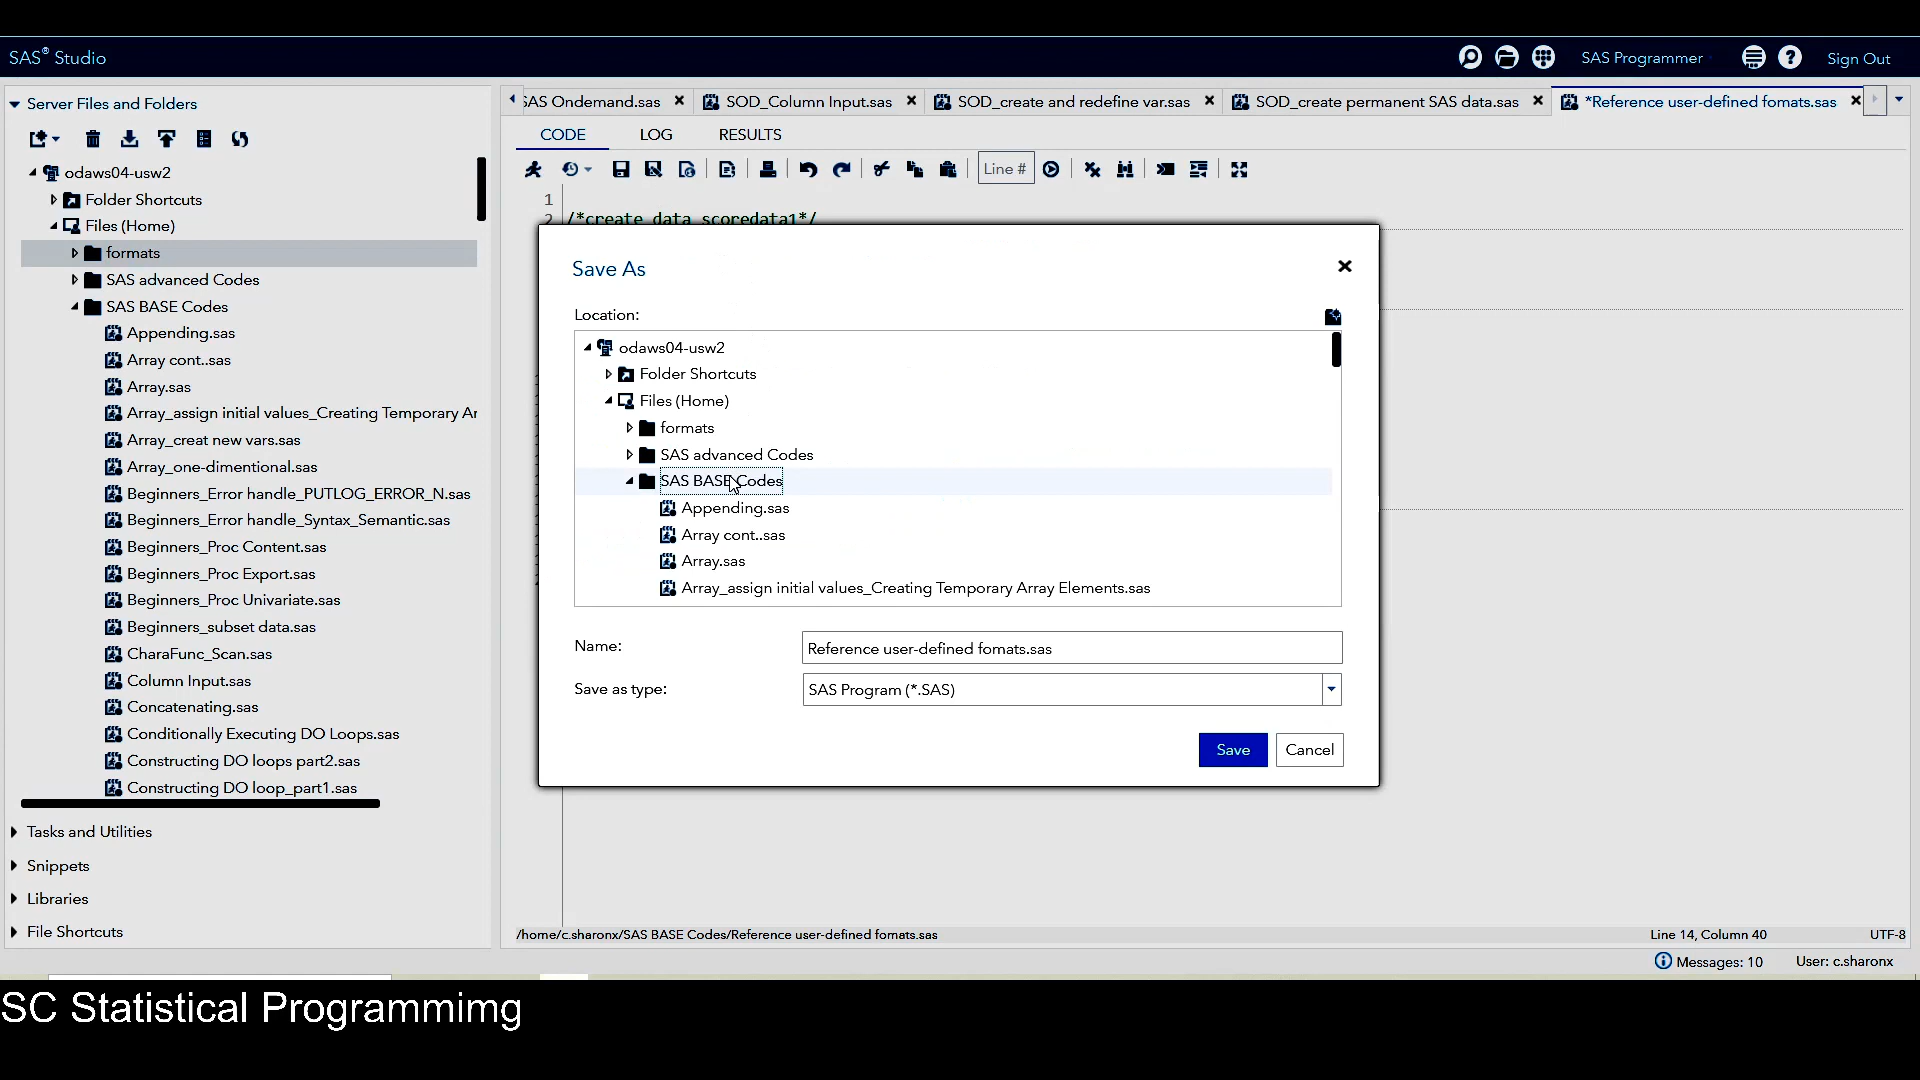 SAS® Studio
SAS Programmer
Sign Out
Server Files and Folders
odaws04-usw2
Folder Shortcuts
Files (Home)
formats
SAS advanced Codes
SAS BASE Codes
Appending.sas
Array cont..sas
Array.sas
Array_assign initial values_Creating Temporary Ar
Array_creat new vars.sas
Array_one-dimentional.sas
Beginners_Error handle_PUTLOG_ERROR_N.sas
Beginners_Error handle_Syntax_Semantic.sas
Beginners_Proc Content.sas
Beginners_Proc Export.sas
Beginners_Proc Univariate.sas
Beginners_subset data.sas
CharaFunc_Scan.sas
Column Input.sas
Concatenating.sas
Conditionally Executing DO Loops.sas
Constructing DO loops part2.sas
Constructing DO loop_part1.sas
Tasks and Utilities
Snippets
Libraries
File Shortcuts
SAS Ondemand.sas
SOD_Column Input.sas
SOD_create and redefine var.sas
SOD_create permanent SAS data.sas
*Reference user-defined fomats.sas
CODE
LOG
RESULTS
Line #
1
2 /*create data scoredata1*/
Save As
Location:
odaws04-usw2
Folder Shortcuts
Files (Home)
formats
SAS advanced Codes
SAS BASE Codes
Appending.sas
Array cont..sas
Array.sas
Array_assign initial values_Creating Temporary Array Elements.sas
Name:
Reference user-defined fomats.sas
Save as type:
SAS Program (*.SAS)
Save
Cancel
/home/c.sharonx/SAS BASE Codes/Reference user-defined fomats.sas
Line 14, Column 40
UTF-8
Messages: 10
User: c.sharonx
SC Statistical Programmimg